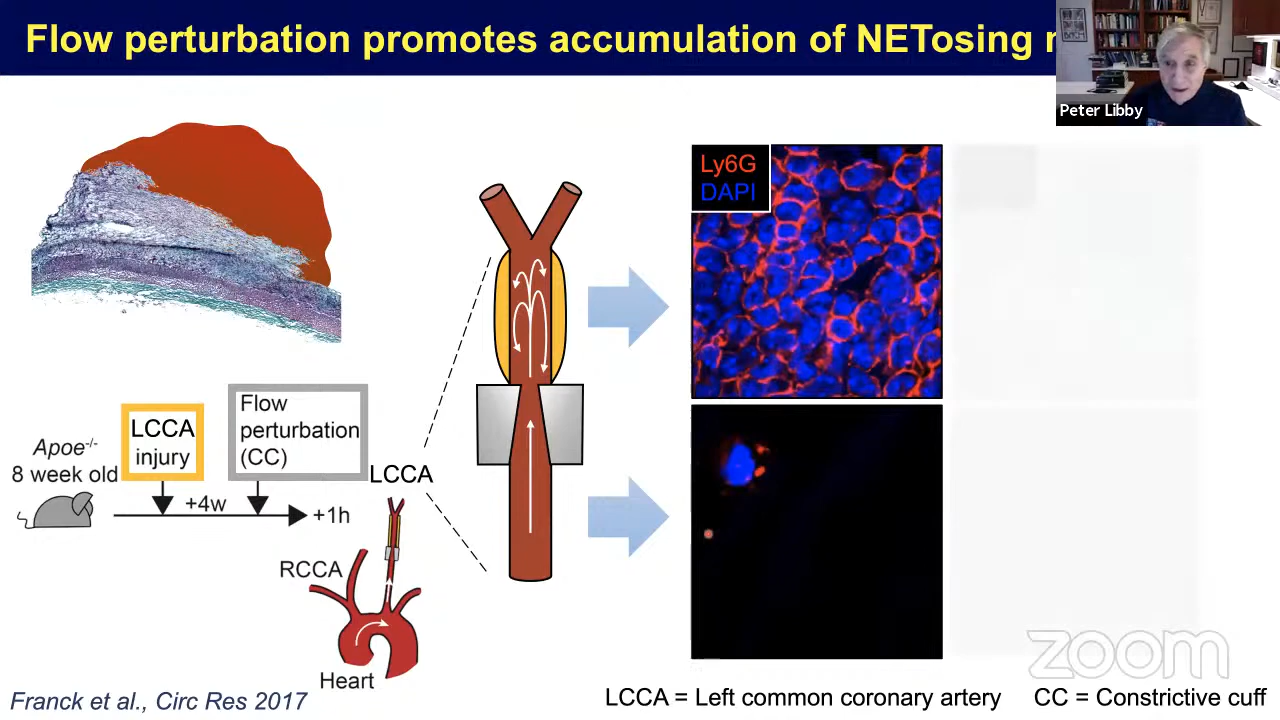 Flow perturbation promotes accumulation of NETosing
Peter Libby
Ly6G
DAPI
LCCA
injury
Flow
perturbation
(CC)
Apoe-/-
8 week old
+4w
+1h
LCCA
RCCA
Heart
zoom
Franck et al., Circ Res 2017
LCCA = Left common coronary artery
CC = Constrictive cuff